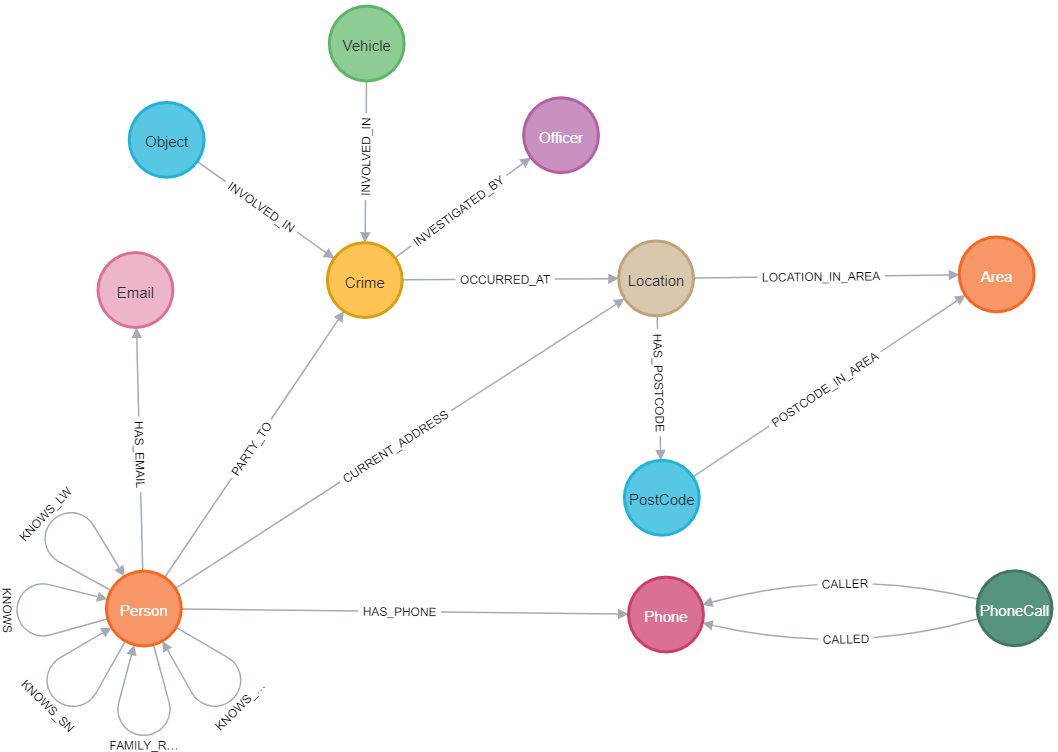 Vehicle
Object
Officer
INVOLVED_IN
INVOLVED_IN
INVESTIGATED_BY
Email
Crime
OCCURRED_AT
Location
LOCATION_IN_AREA
Area
HAS_POSTCODE
POSTCODE_IN_AREA
HAS_EMAIL
PARTY_TO
CURRENT_ADDRESS
PostCode
KNOWS_LW
KNOWS
Person
HAS_PHONE
Phone
CALLER
CALLED
PhoneCall
KNOWS_SN
FAMILY_R...
KNOWS_...